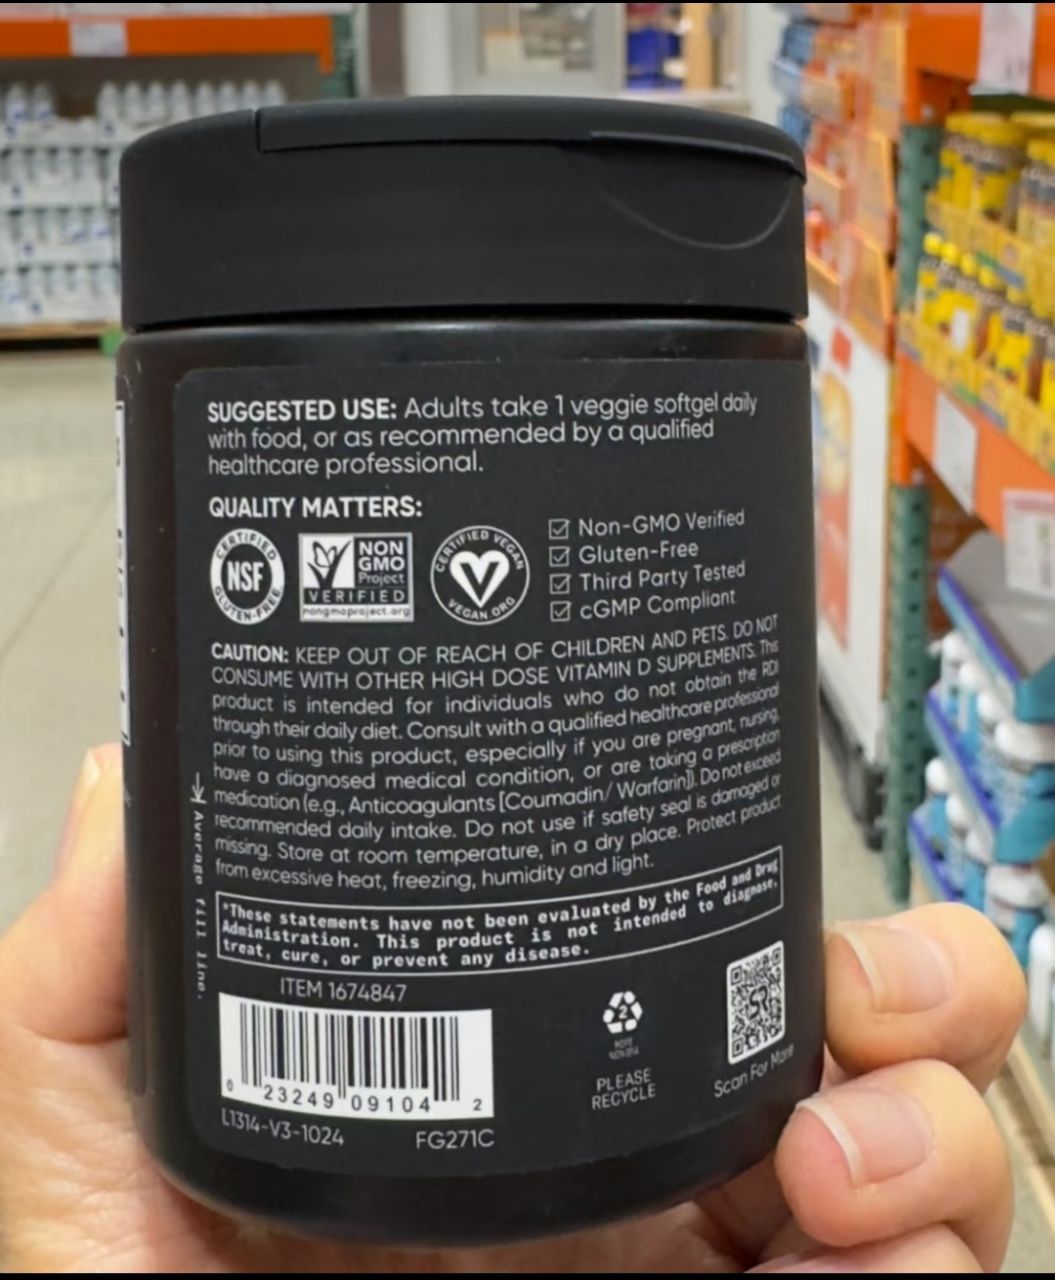 SUGGESTED USE: Adults take 1 veggie softgel daily
with food, or as recommended by a qualified
healthcare professional.
QUALITY MATTERS:
CERTIFIED
NSF
GLUTEN-FREE
NON
GMO
Project
VERIFIED
nongmoproject.org
CERTIFIED VEGAN
VEGAN.ORG
Non-GMO Verified
Gluten-Free
Third Party Tested
cGMP Compliant
CAUTION: KEEP OUT OF REACH OF CHILDREN AND PETS. DO NOT
CONSUME WITH OTHER HIGH DOSE VITAMIN D SUPPLEMENTS. This
product is intended for individuals who do not obtain the RDI
through their daily diet. Consult with a qualified healthcare professional
prior to using this product, especially if you are pregnant, nursing,
have a diagnosed medical condition, or are taking a prescription
medication (e.g., Anticoagulants [Coumadin/ Warfarin]). Do not exceed
recommended daily intake. Do not use if safety seal is damaged or
missing. Store at room temperature, in a dry place. Protect product
from excessive heat, freezing, humidity and light.
Average fill line.
*These statements have not been evaluated by the Food and Drug
Administration. This product is not intended to diagnose,
treat, cure, or prevent any disease.
ITEM 1674847
0 23249 09104 2
L1314-V3-1024 FG271C
2
PLEASE
RECYCLE
SR
Scan For More